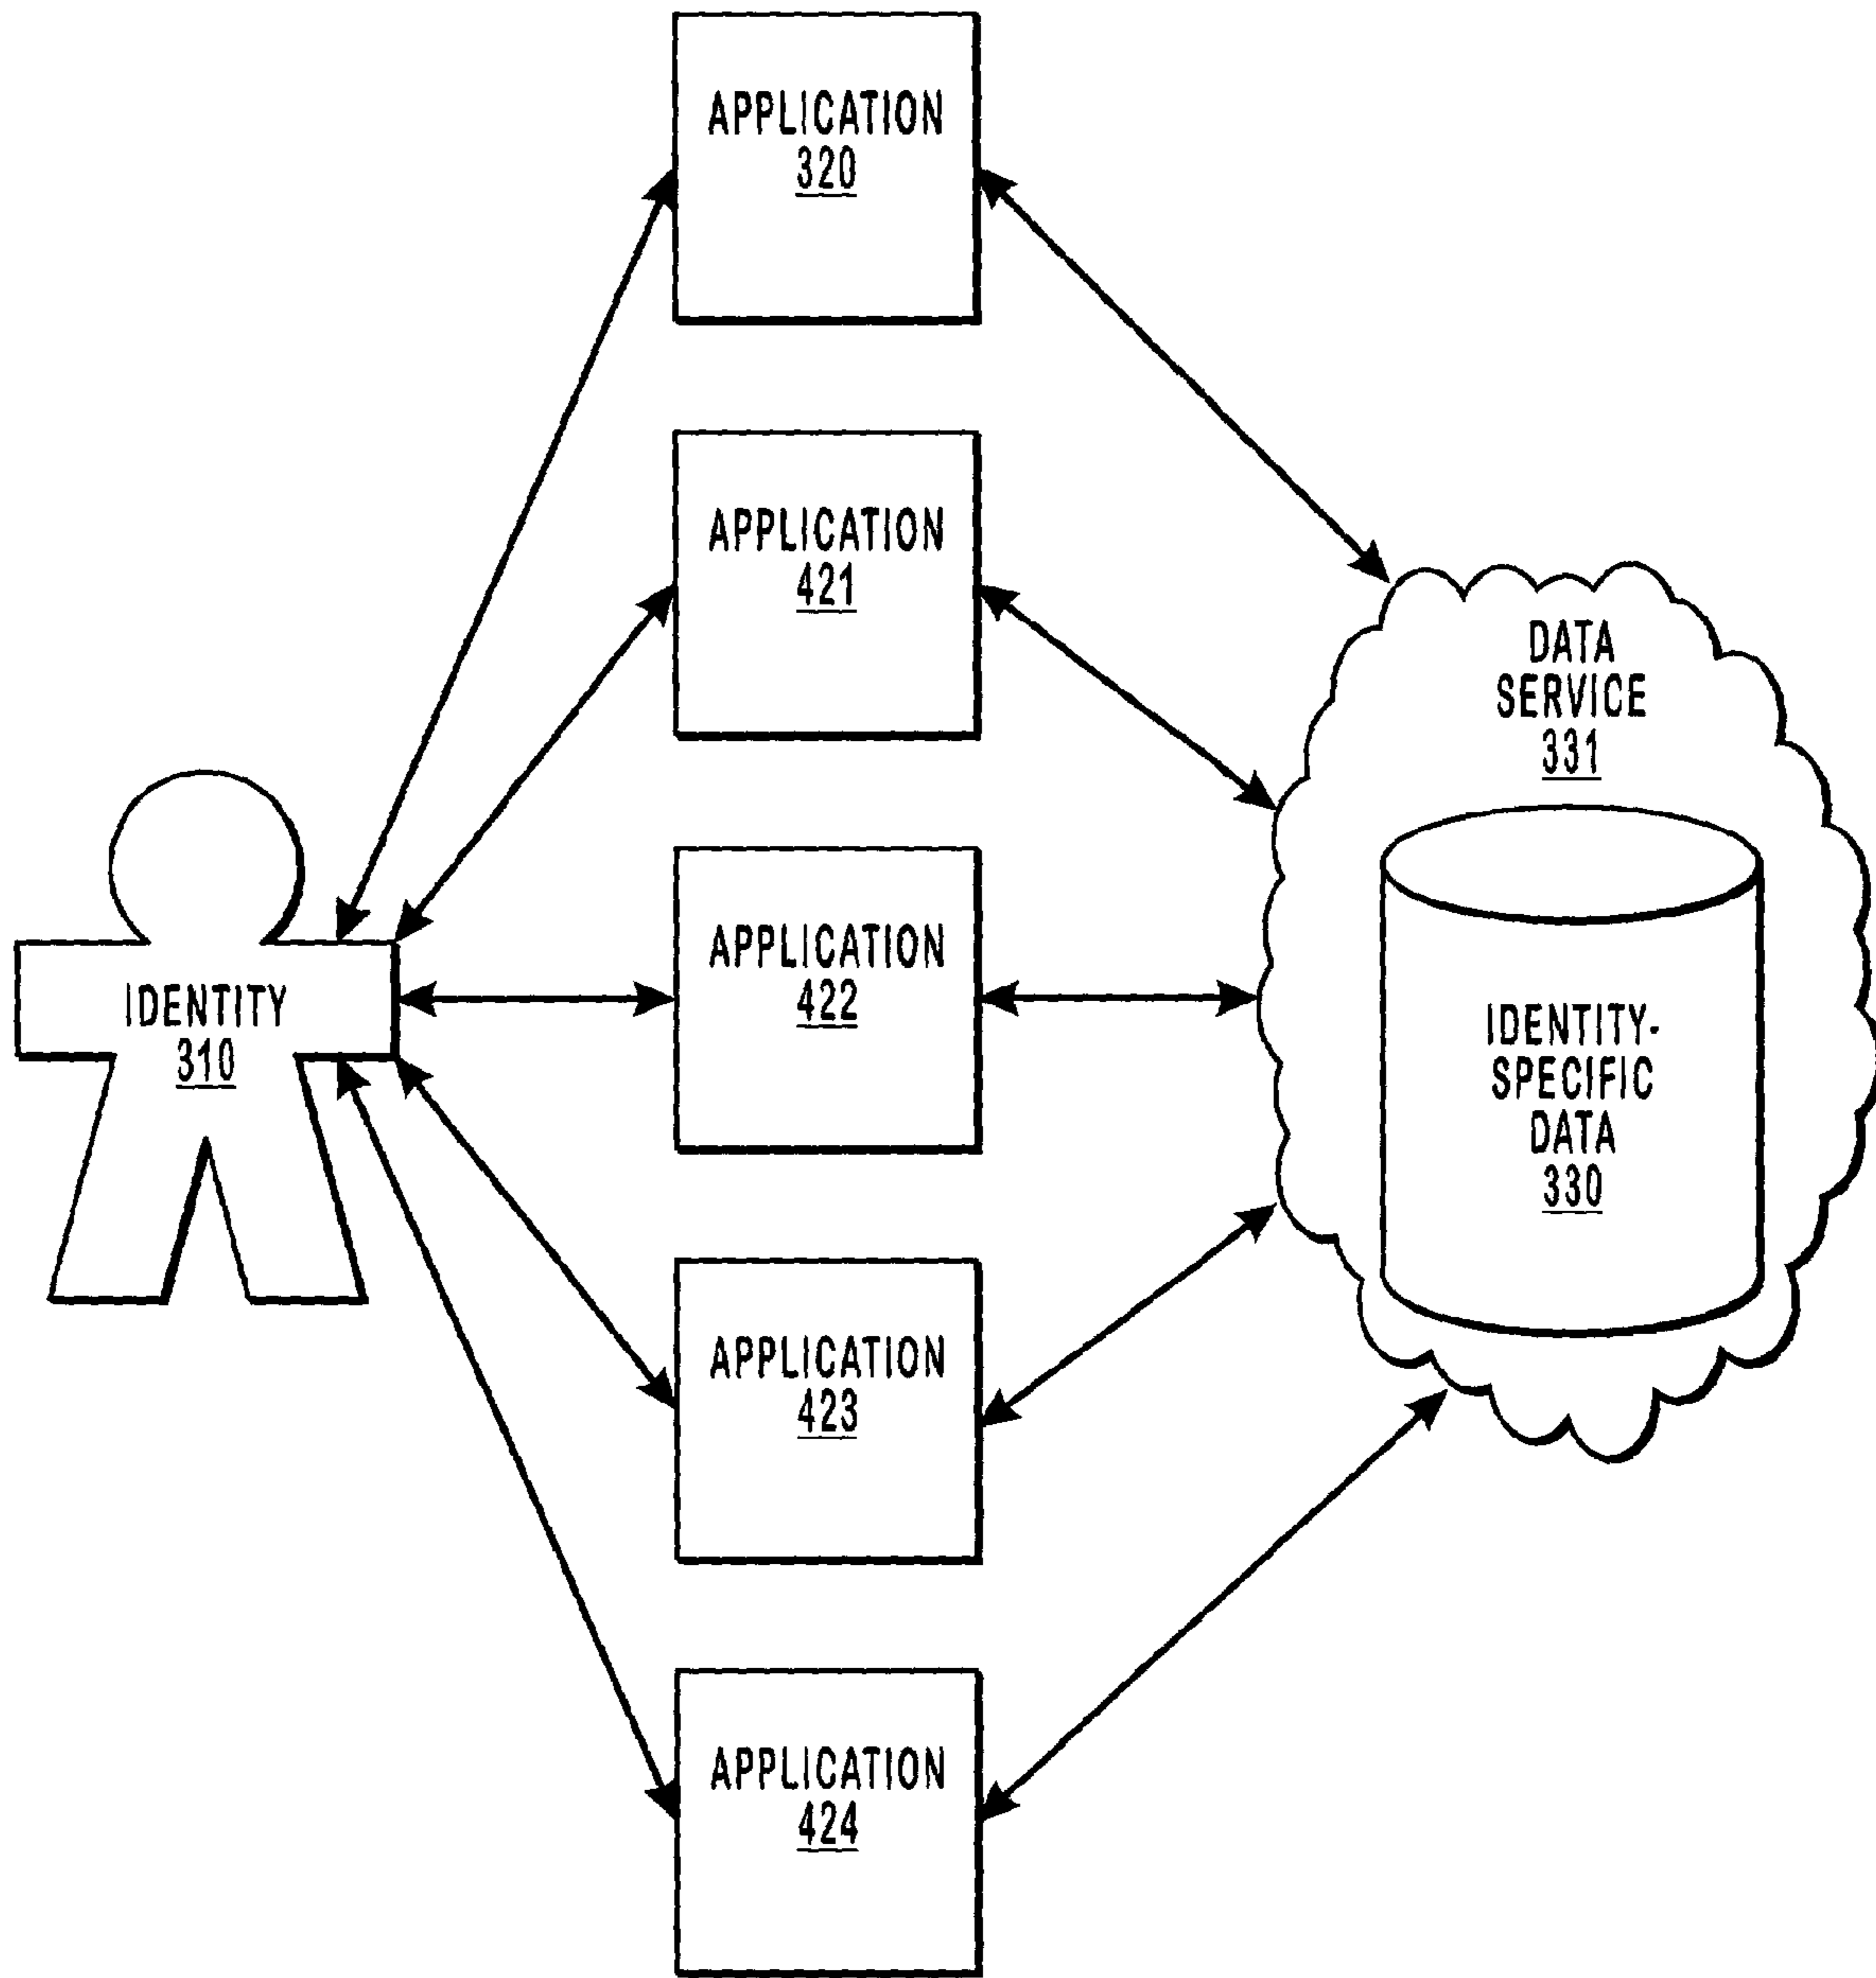 APPLICATION
320
APPLICATION
421
DATA
SERVICE
331
IDENTITY
310
APPLICATION
422
IDENTITY-
SPECIFIC
DATA
330
APPLICATION
423
APPLICATION
424